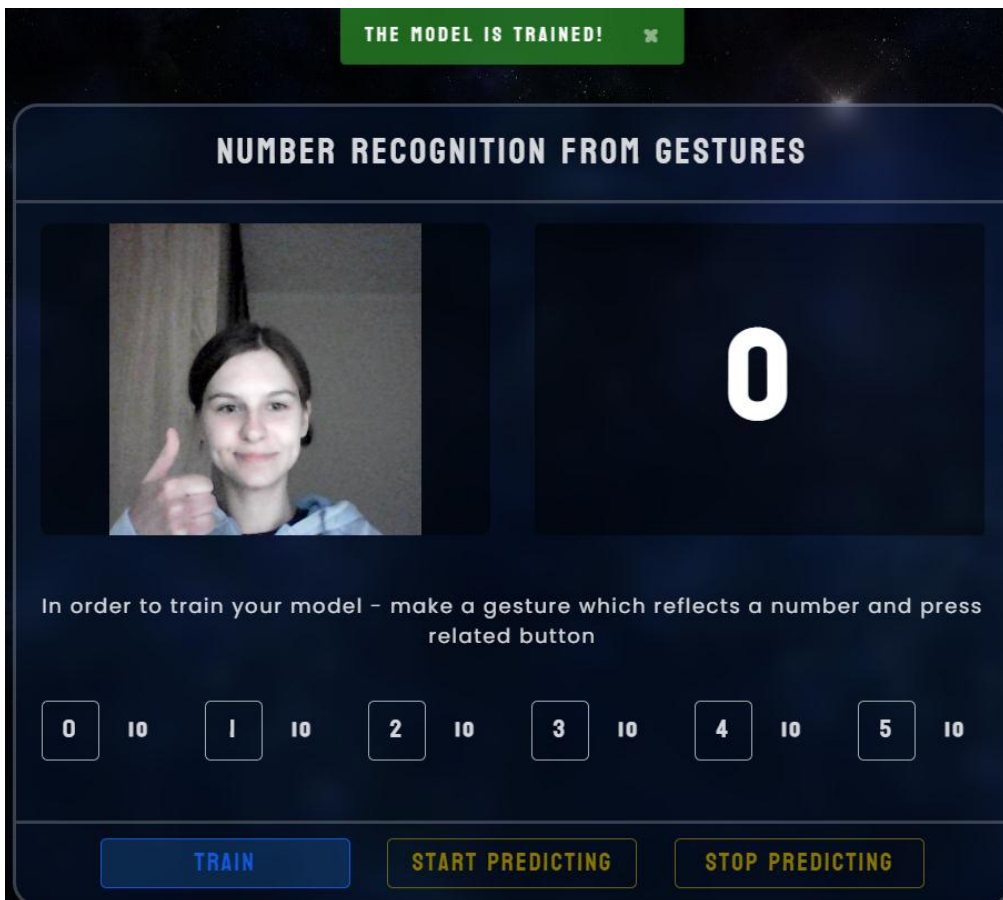 THE MODEL IS TRAINED! ×
NUMBER RECOGNITION FROM GESTURES
0
In order to train your model - make a gesture which reflects a number and press
related button
0 10 1 10 2 10 3 10 4 10 5 10
TRAIN START PREDICTING STOP PREDICTING